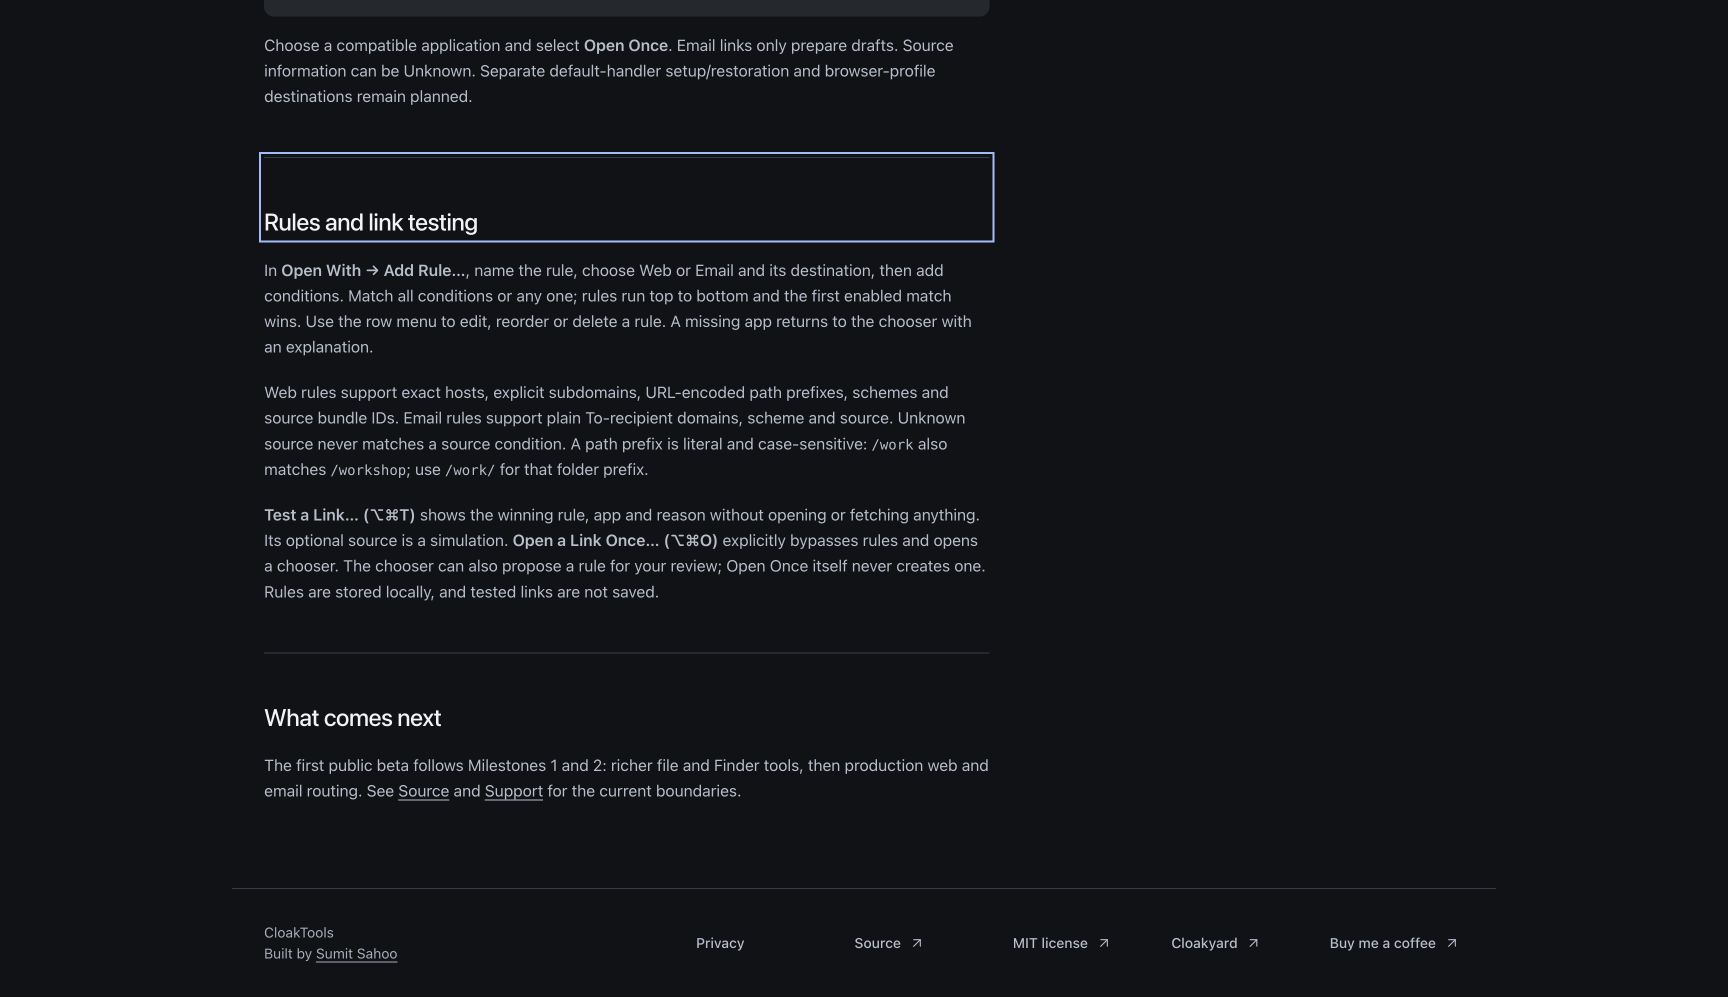 Choose a compatible application and select Open Once. Email links only prepare drafts. Source
information can be Unknown. Separate default-handler setup/restoration and browser-profile
destinations remain planned.
Rules and link testing
In Open With → Add Rule…, name the rule, choose Web or Email and its destination, then add
conditions. Match all conditions or any one; rules run top to bottom and the first enabled match
wins. Use the row menu to edit, reorder or delete a rule. A missing app returns to the chooser with
an explanation.
Web rules support exact hosts, explicit subdomains, URL-encoded path prefixes, schemes and
source bundle IDs. Email rules support plain To-recipient domains, scheme and source. Unknown
source never matches a source condition. A path prefix is literal and case-sensitive: /work also
matches /workshop; use /work/ for that folder prefix.
Test a Link… (⌥⌘T) shows the winning rule, app and reason without opening or fetching anything.
Its optional source is a simulation. Open a Link Once… (⌥⌘O) explicitly bypasses rules and opens
a chooser. The chooser can also propose a rule for your review; Open Once itself never creates one.
Rules are stored locally, and tested links are not saved.
What comes next
The first public beta follows Milestones 1 and 2: richer file and Finder tools, then production web and
email routing. See Source and Support for the current boundaries.
CloakTools
Built by Sumit Sahoo
Privacy
Source ↗
MIT license ↗
Cloakyard ↗
Buy me a coffee ↗